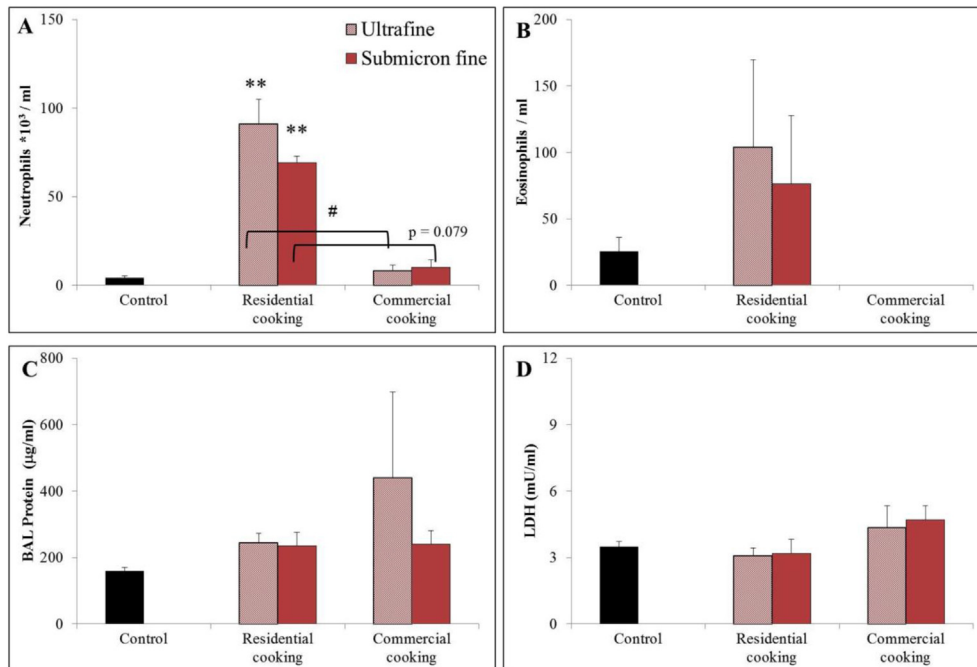 A
Neutrophils *10³ / ml
150
100
50
0
Ultrafine
Submicron fine
**
**
#
p = 0.079
Control
Residential
cooking
Commercial
cooking
B
Eosinophils / ml
200
150
100
50
0
Control
Residential
cooking
Commercial
cooking
C
BAL Protein (µg/ml)
800
600
400
200
0
Control
Residential
cooking
Commercial
cooking
D
LDH (mU/ml)
12
9
6
3
0
Control
Residential
cooking
Commercial
cooking